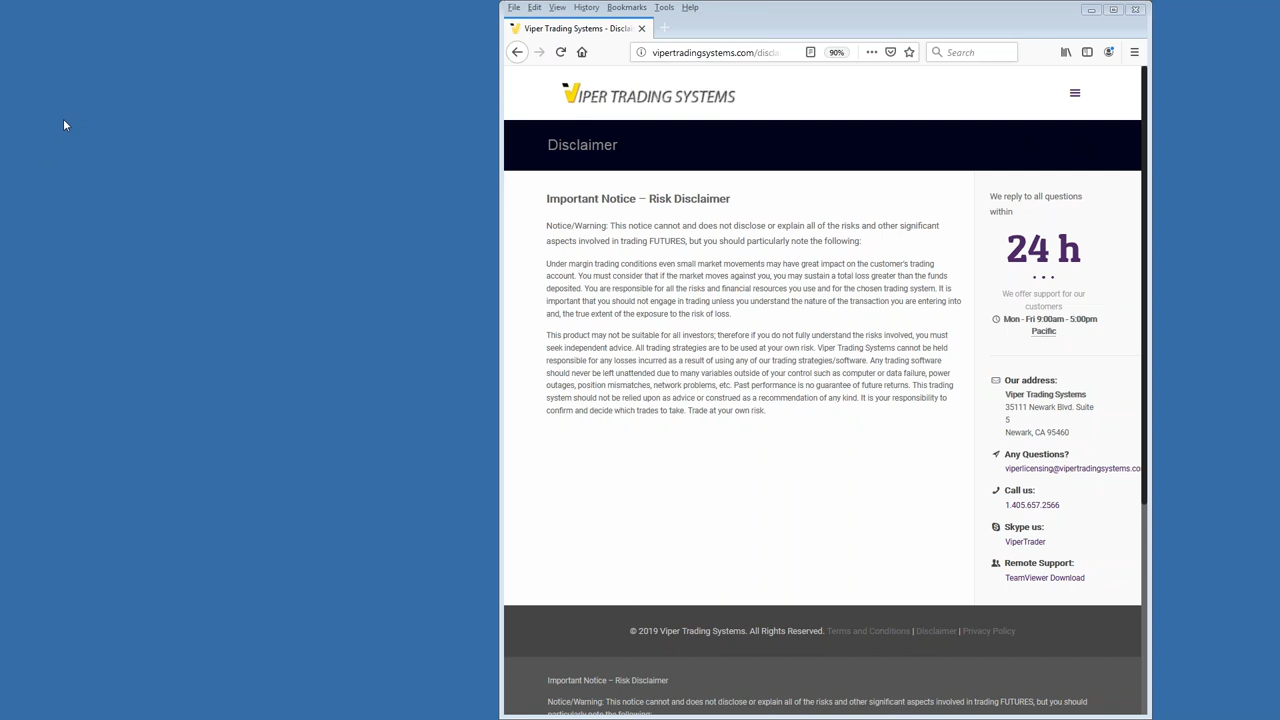 File Edit View History Bookmarks Tools Help
Viper Trading Systems - Disclai
vipertradingsystems.com/discla
90%
Search
VIPER TRADING SYSTEMS
Disclaimer
Important Notice – Risk Disclaimer
Notice/Warning: This notice cannot and does not disclose or explain all of the risks and other significant
aspects involved in trading FUTURES, but you should particularly note the following:
Under margin trading conditions even small market movements may have great impact on the customer's trading
account. You must consider that if the market moves against you, you may sustain a total loss greater than the funds
deposited. You are responsible for all the risks and financial resources you use and for the chosen trading system. It is
important that you should not engage in trading unless you understand the nature of the transaction you are entering into
and, the true extent of the exposure to the risk of loss.
This product may not be suitable for all investors; therefore if you do not fully understand the risks involved, you must
seek independent advice. All trading strategies are to be used at your own risk. Viper Trading Systems cannot be held
responsible for any losses incurred as a result of using any of our trading strategies/software. Any trading software
should never be left unattended due to many variables outside of your control such as computer or data failure, power
outages, position mismatches, network problems, etc. Past performance is no guarantee of future returns. This trading
system should not be relied upon as advice or construed as a recommendation of any kind. It is your responsibility to
confirm and decide which trades to take. Trade at your own risk.
We reply to all questions
within
24 h
We offer support for our
customers
Mon - Fri 9:00am - 5:00pm
Pacific
Our address:
Viper Trading Systems
35111 Newark Blvd. Suite
5
Newark, CA 95460
Any Questions?
viperlicensing@vipertradingsystems.co
Call us:
1.405.657.2566
Skype us:
ViperTrader
Remote Support:
TeamViewer Download
© 2019 Viper Trading Systems. All Rights Reserved. Terms and Conditions | Disclaimer | Privacy Policy
Important Notice – Risk Disclaimer
Notice/Warning: This notice cannot and does not disclose or explain all of the risks and other significant aspects involved in trading FUTURES, but you should
particularly note the following: